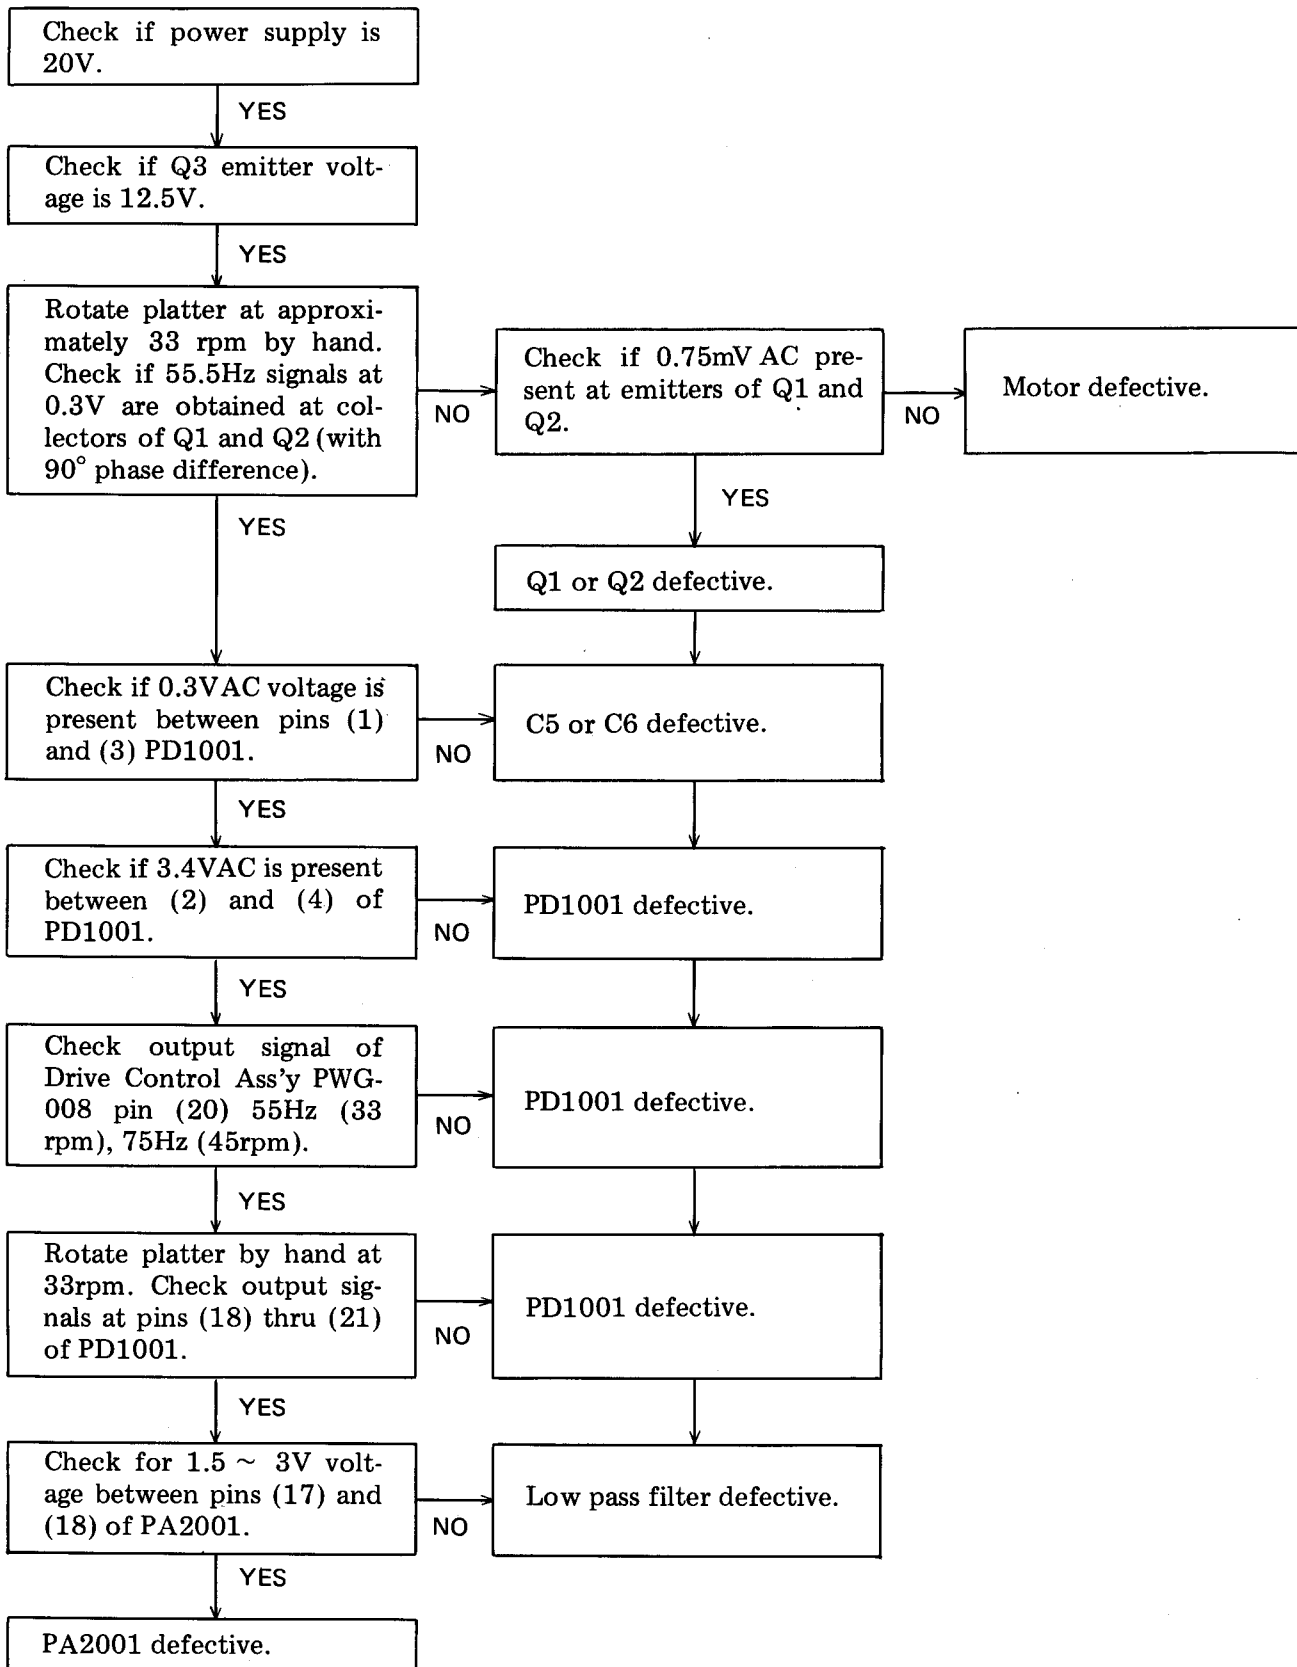 Check if power supply is
20V.
YES
Check if Q3 emitter volt-
age is 12.5V.
YES
Rotate platter at approxi-
mately 33 rpm by hand.
Check if 55.5Hz signals at
0.3V are obtained at col-
lectors of Q1 and Q2 (with
90° phase difference).
NO
Check if 0.75mV AC pre-
sent at emitters of Q1 and
Q2.
NO
Motor defective.
YES
YES
Q1 or Q2 defective.
Check if 0.3VAC voltage is
present between pins (1)
and (3) PD1001.
NO
C5 or C6 defective.
YES
Check if 3.4VAC is present
between (2) and (4) of
PD1001.
NO
PD1001 defective.
YES
Check output signal of
Drive Control Ass'y PWG-
008 pin (20) 55Hz (33
rpm), 75Hz (45rpm).
NO
PD1001 defective.
YES
Rotate platter by hand at
33rpm. Check output sig-
nals at pins (18) thru (21)
of PD1001.
NO
PD1001 defective.
YES
Check for 1.5 ~ 3V volt-
age between pins (17) and
(18) of PA2001.
NO
Low pass filter defective.
YES
PA2001 defective.